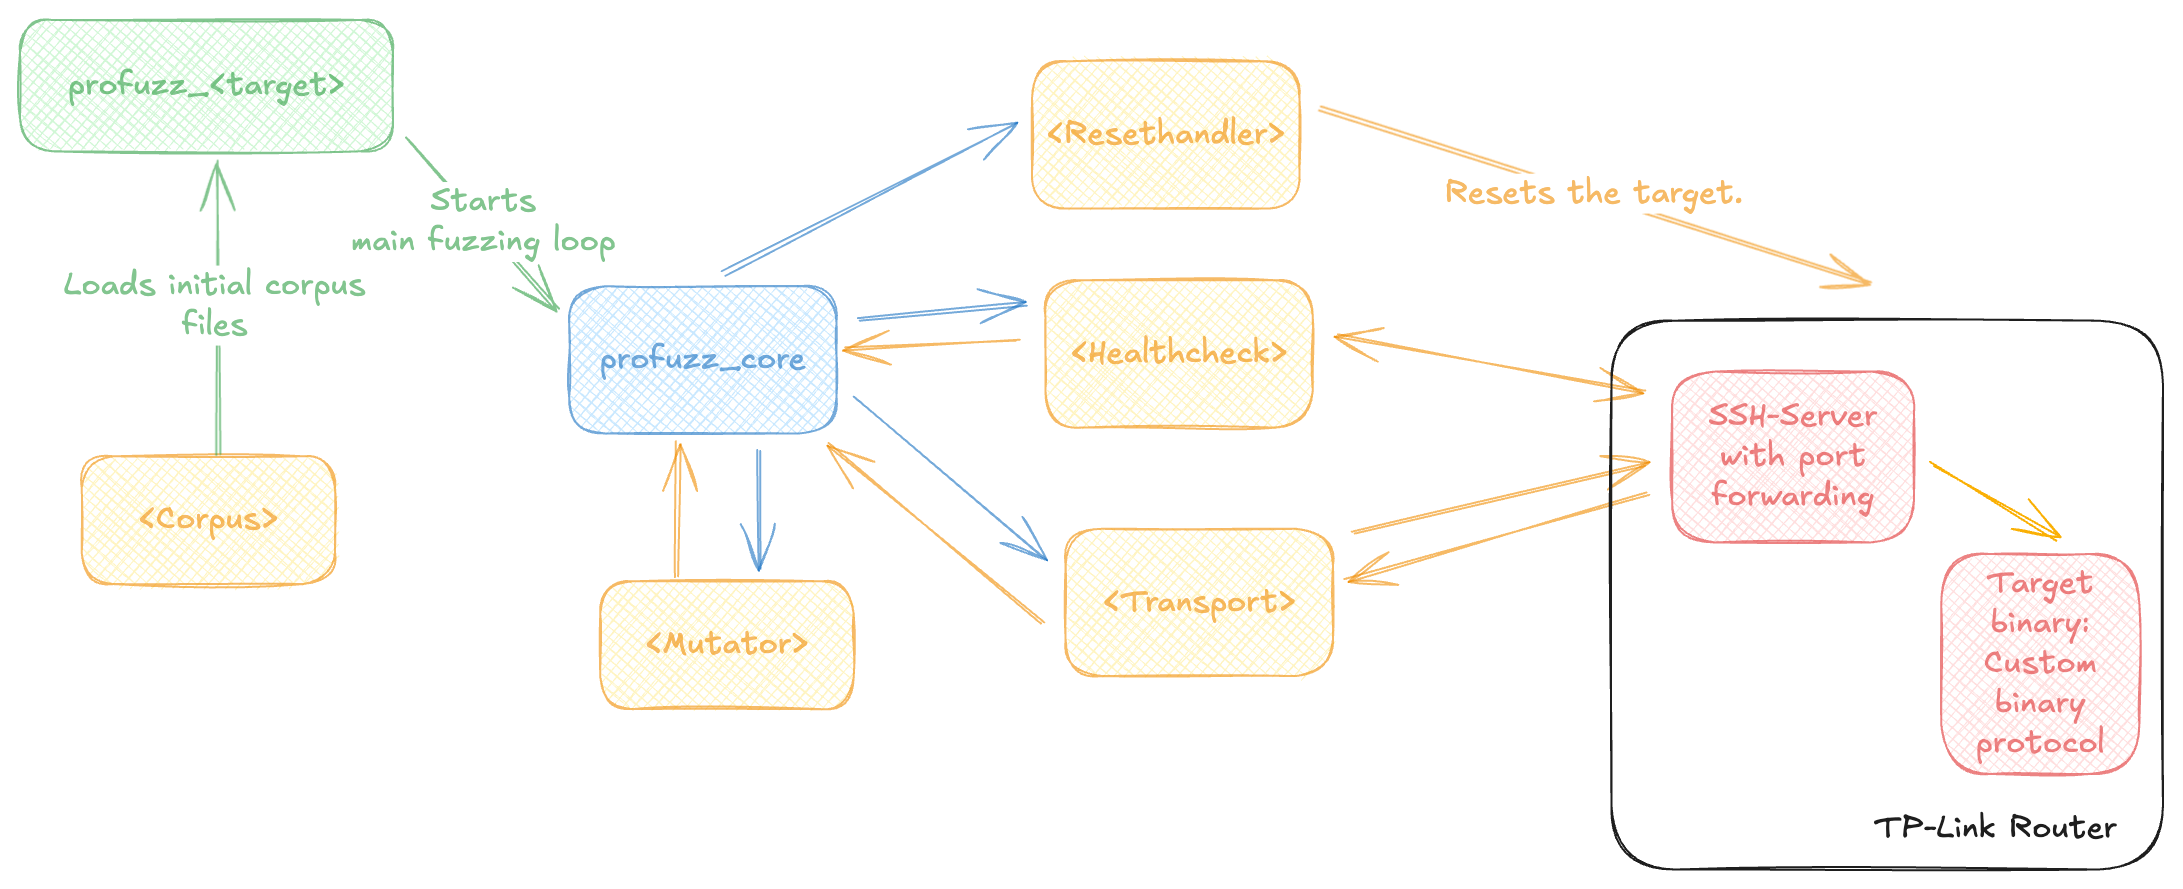 profuzz_<target>
Starts
main fuzzing loop
Loads initial corpus
files
<Corpus>
profuzz_core
<Mutator>
<Resethandler>
Resets the target.
<Healthcheck>
<Transport>
SSH-Server
with port
forwarding
Target
binary:
Custom
binary
protocol
TP-Link Router